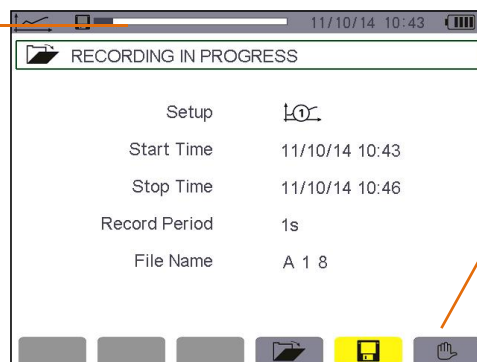 11/10/14 10:43
RECORDING IN PROGRESS
Setup 1
Start Time 11/10/14 10:43
Stop Time 11/10/14 10:46
Record Period 1s
File Name A 1 8